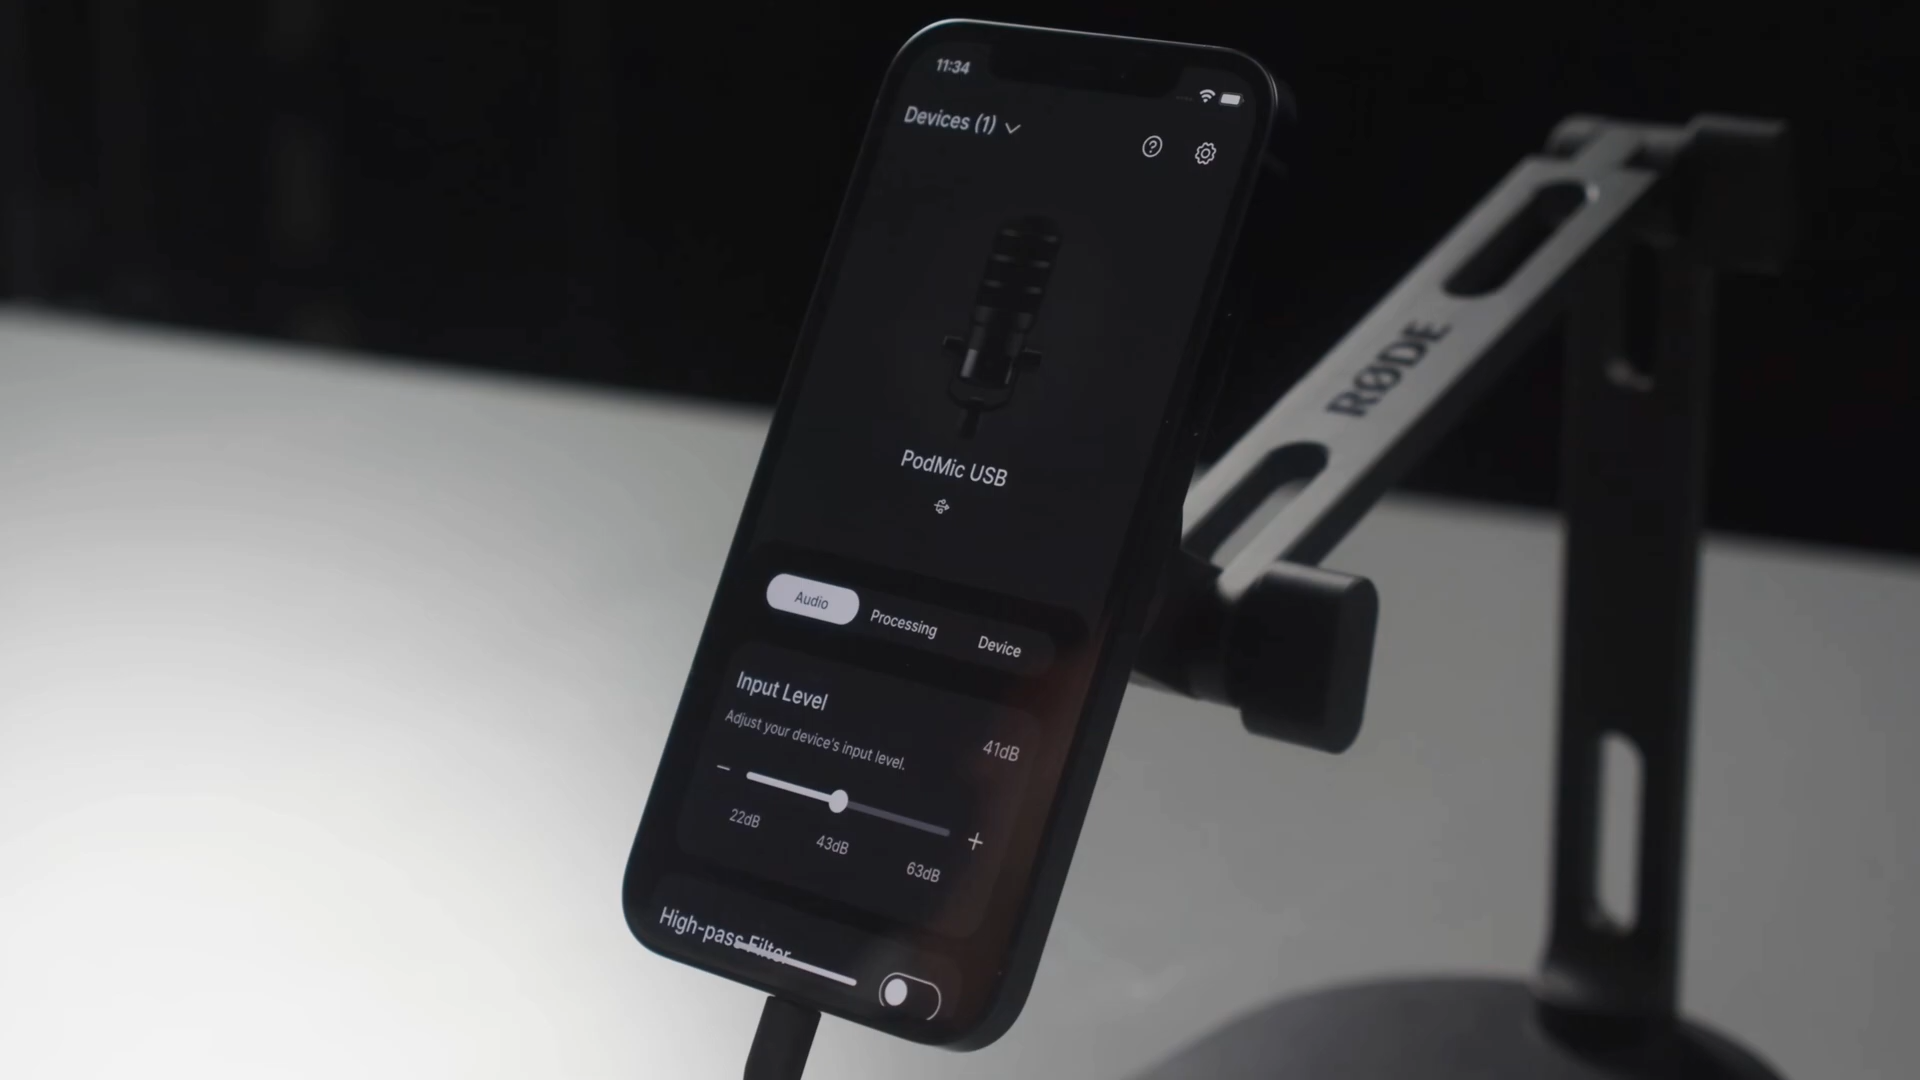 11:34
Devices (1)
RØDE
PodMic USB
Audio
Processing
Device
Input Level
Adjust your device's input level.
41dB
22dB
43dB
63dB
High-pass Filter